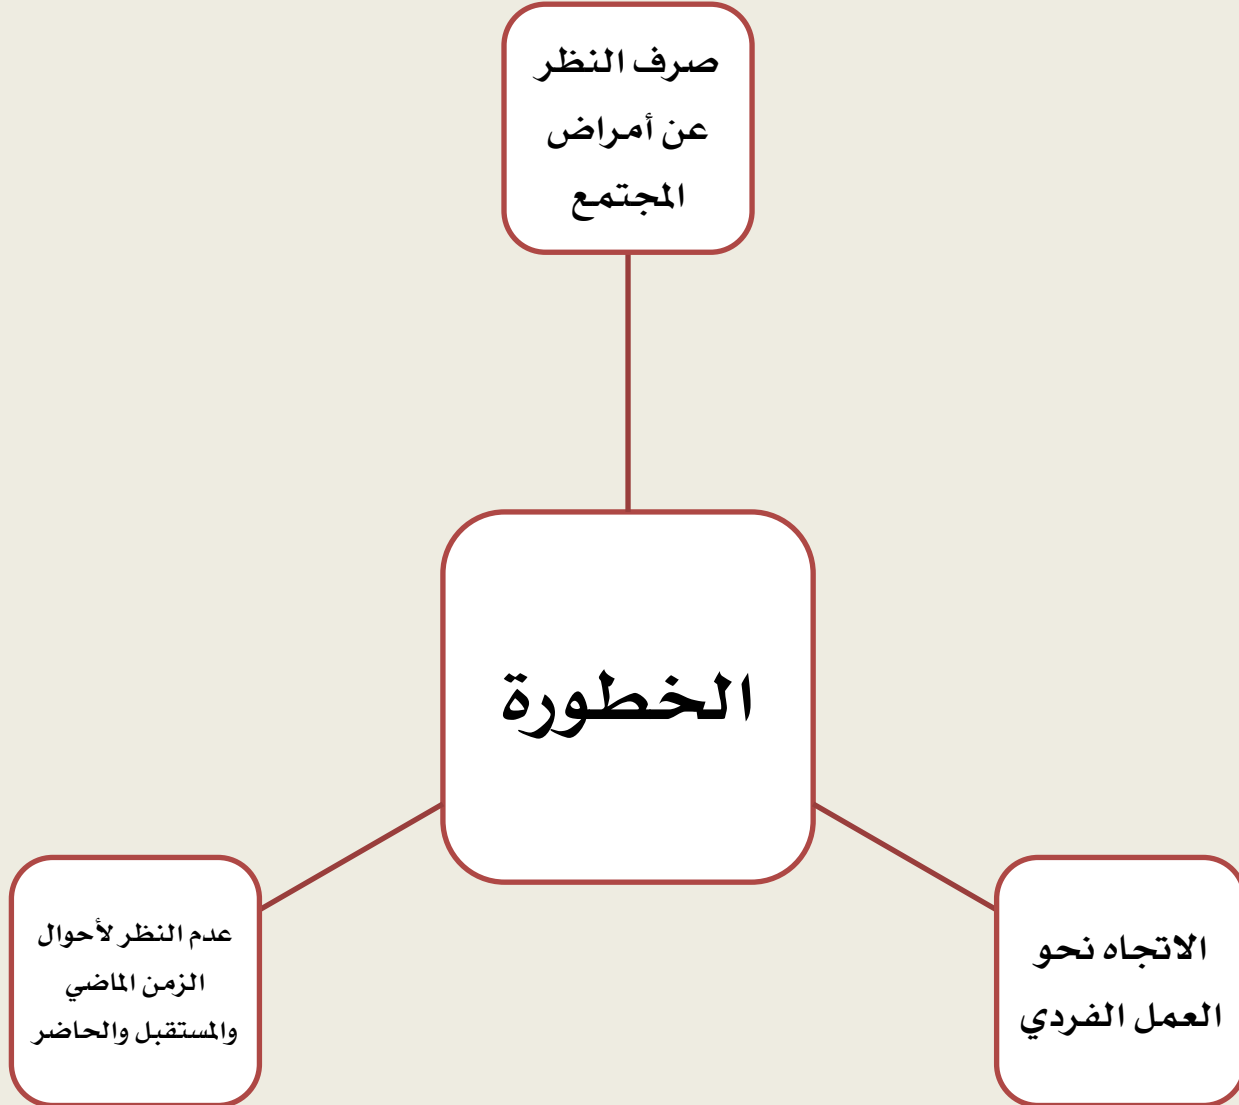 صرف النظر
عن أمراض
المجتمع
الخطورة
الاتجاه نحو
العمل الفردي
عدم النظر لأحوال
الزمن الماضي
والمستقبل والحاضر